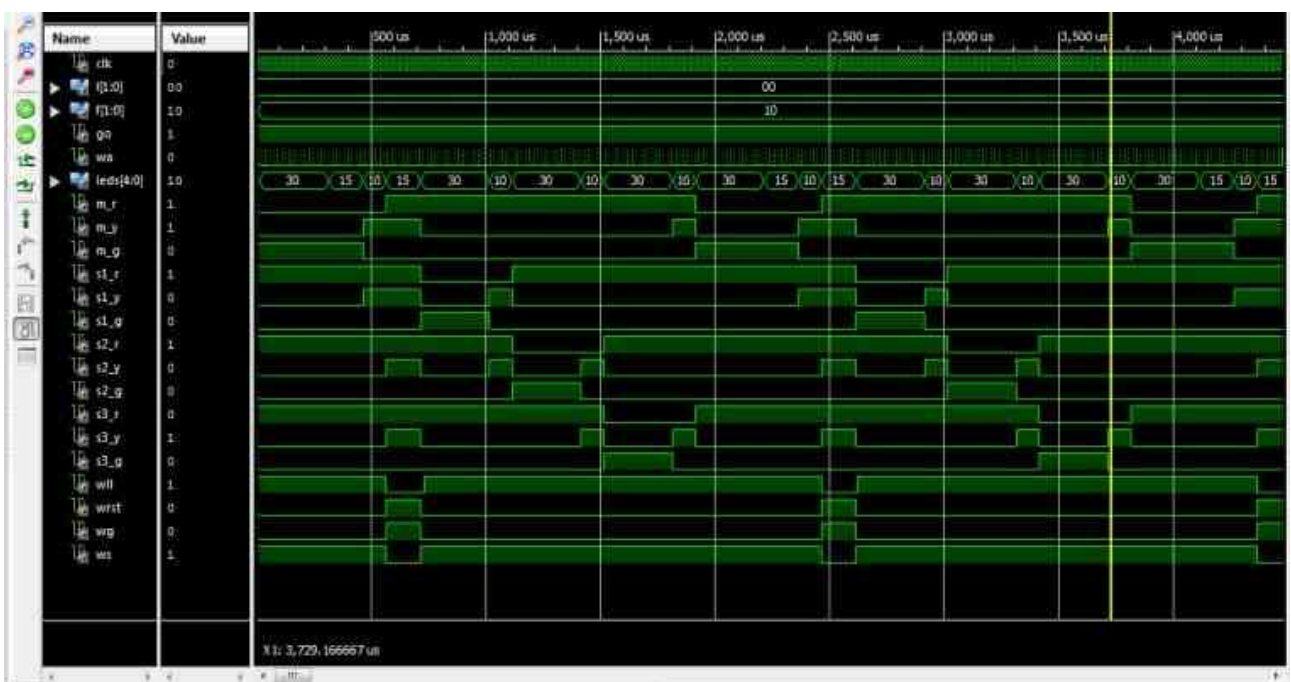 Name Value 500 us 1,000 us 1,500 us 2,000 us 2,500 us 3,000 us 3,500 us 4,000 us
clk 0
[1:0] 00 00
f[1:0] 10 10
go 1
wa 0
leds[4/0] 10 30 15 10 15 30 10 30 10 30 10 30 15 10 15 30 10 30 10 30 10 30 15 10 15
m_r 1
m_y 1
m_g 0
s1_r 1
s1_y 0
s1_g 0
s2_r 1
s2_y 0
s2_g 0
s3_r 0
s3_y 1
s3_g 0
wll 1
wrst 0
wg 0
ws 1
X1: 3,729.166667 us